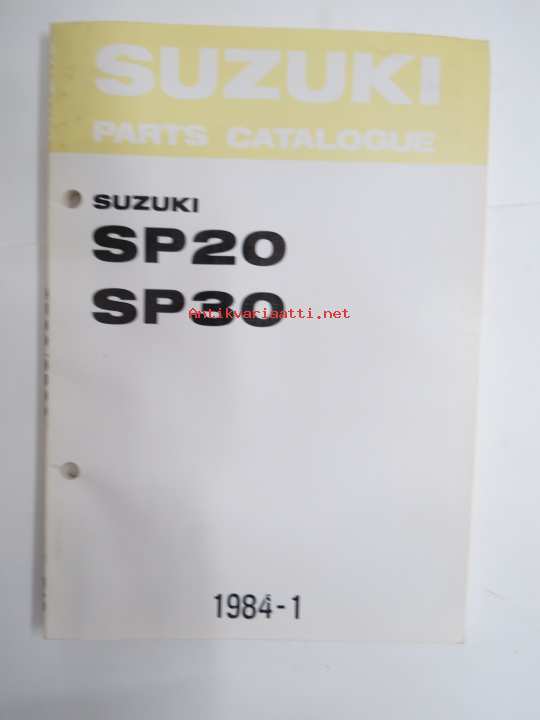 SUZUKI
PARTS CATALOGUE
SUZUKI
SP20
SP30
Antikvariaatti.net
1984-1